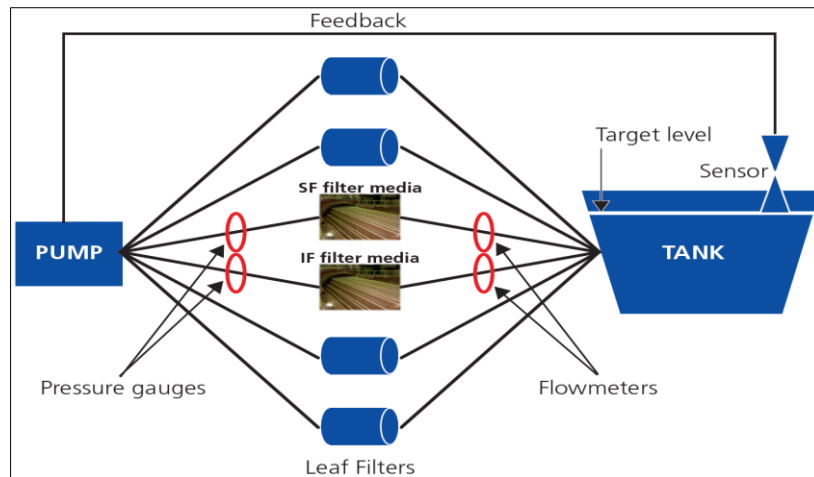 Feedback
Target level
Sensor
SF filter media
PUMP
IF filter media
TANK
Pressure gauges
Flowmeters
Leaf Filters